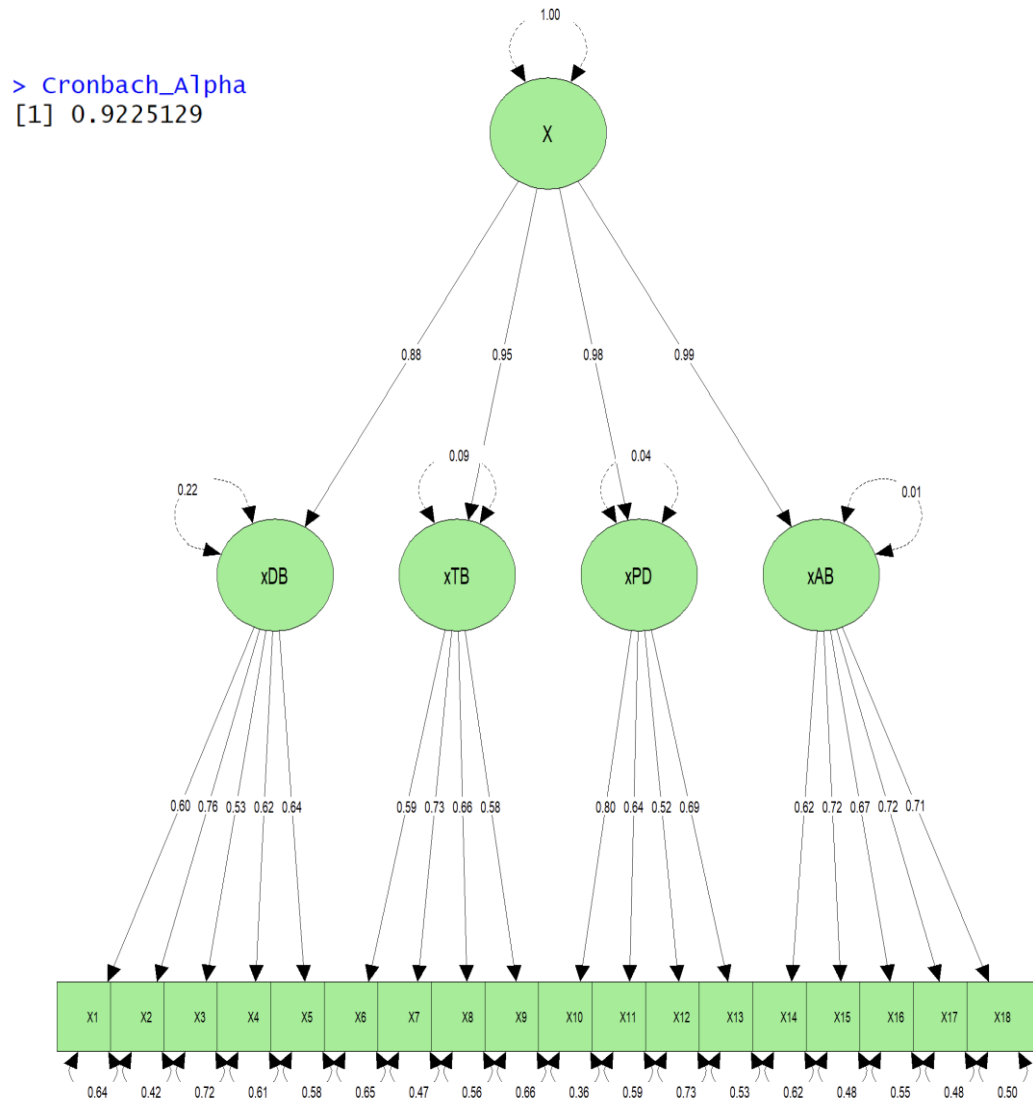 1.00
> Cronbach_Alpha
[1] 0.9225129
X
0.88 0.95 0.98 0.99
0.22 0.09 0.04 0.01
xDB xTB xPD xAB
0.60 0.76 0.53 0.62 0.64 0.59 0.73 0.66 0.58 0.80 0.64 0.52 0.69 0.62 0.72 0.67 0.72 0.71
X1 X2 X3 X4 X5 X6 X7 X8 X9 X10 X11 X12 X13 X14 X15 X16 X17 X18
0.64 0.42 0.72 0.61 0.58 0.65 0.47 0.56 0.66 0.36 0.59 0.73 0.53 0.62 0.48 0.55 0.48 0.50